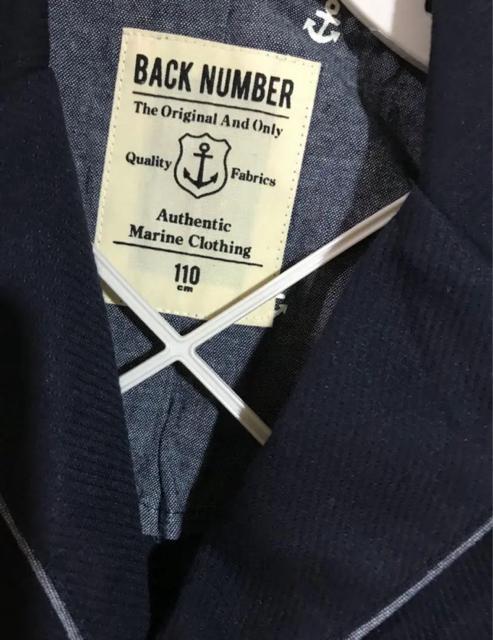 BACK NUMBER
The Original And Only
Quality Fabrics
Authentic
Marine Clothing
110
cm